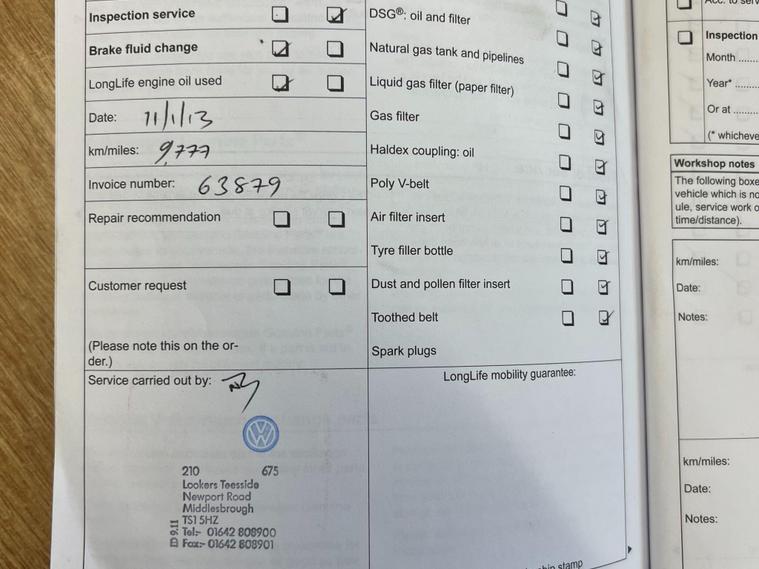 Inspection service
Brake fluid change
LongLife engine oil used
Date: 11/1/13
km/miles: 9,777
Invoice number: 63879
Repair recommendation
Customer request
(Please note this on the or-
der.)
Service carried out by:
210 675
Lookers Teesside
Newport Road
Middlesbrough
TS1 5HZ
Tel:- 01642 808900
Fax:- 01642 808901
DSG®: oil and filter
Natural gas tank and pipelines
Liquid gas filter (paper filter)
Gas filter
Haldex coupling: oil
Poly V-belt
Air filter insert
Tyre filler bottle
Dust and pollen filter insert
Toothed belt
Spark plugs
LongLife mobility guarantee:
stamp
Inspection
Month
Year*
Or at
(* whicheve
Workshop notes
The following boxe
vehicle which is no
ule, service work o
time/distance).
km/miles:
Date:
Notes:
km/miles:
Date:
Notes: